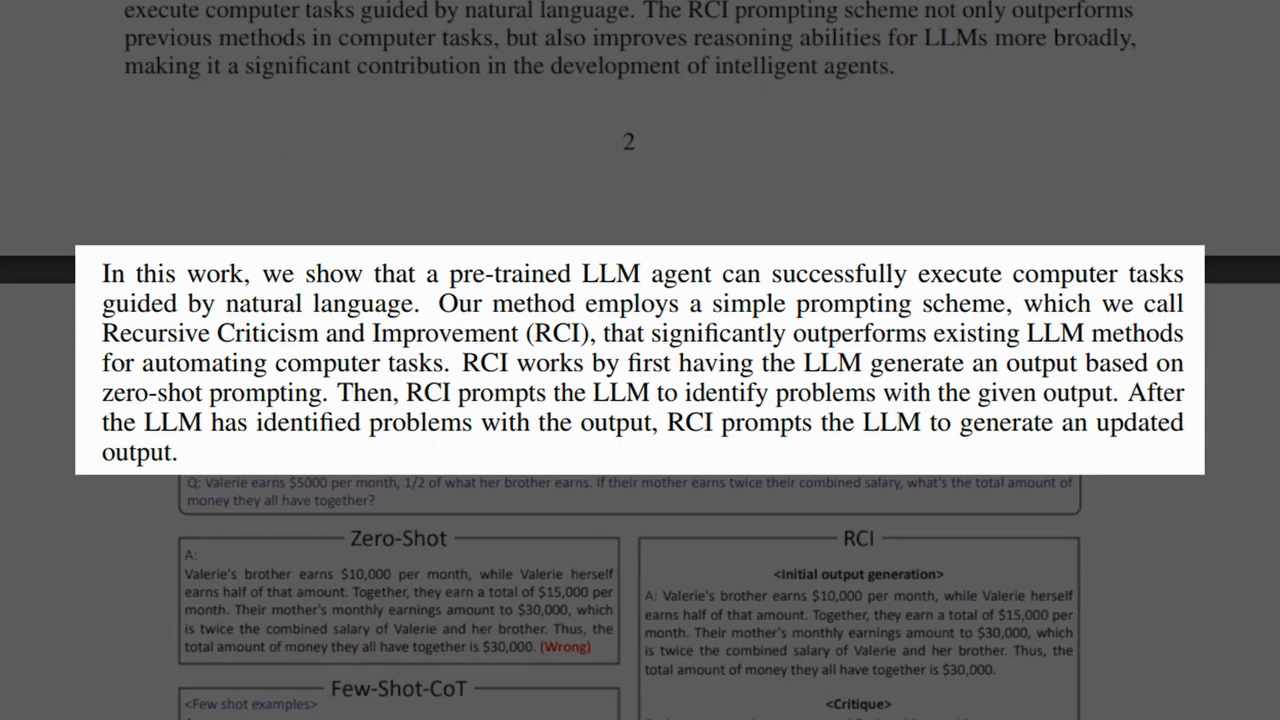 execute computer tasks guided by natural language. The RCI prompting scheme not only outperforms
previous methods in computer tasks, but also improves reasoning abilities for LLMs more broadly,
making it a significant contribution in the development of intelligent agents.
2
In this work, we show that a pre-trained LLM agent can successfully execute computer tasks
guided by natural language. Our method employs a simple prompting scheme, which we call
Recursive Criticism and Improvement (RCI), that significantly outperforms existing LLM methods
for automating computer tasks. RCI works by first having the LLM generate an output based on
zero-shot prompting. Then, RCI prompts the LLM to identify problems with the given output. After
the LLM has identified problems with the output, RCI prompts the LLM to generate an updated
output.
Q: Valerie earns $5000 per month, 1/2 of what her brother earns. If their mother earns twice their combined salary, what's the total amount of
money they all have together?
Zero-Shot
A:
Valerie's brother earns $10,000 per month, while Valerie herself
earns half of that amount. Together, they earn a total of $15,000 per
month. Their mother's monthly earnings amount to $30,000, which
is twice the combined salary of Valerie and her brother. Thus, the
total amount of money they all have together is $30,000. (Wrong)
Few-Shot-CoT
<Few shot examples>
RCI
<Initial output generation>
A: Valerie's brother earns $10,000 per month, while Valerie herself
earns half of that amount. Together, they earn a total of $15,000 per
month. Their mother's monthly earnings amount to $30,000, which
is twice the combined salary of Valerie and her brother. Thus, the
total amount of money they all have together is $30,000.
<Critique>